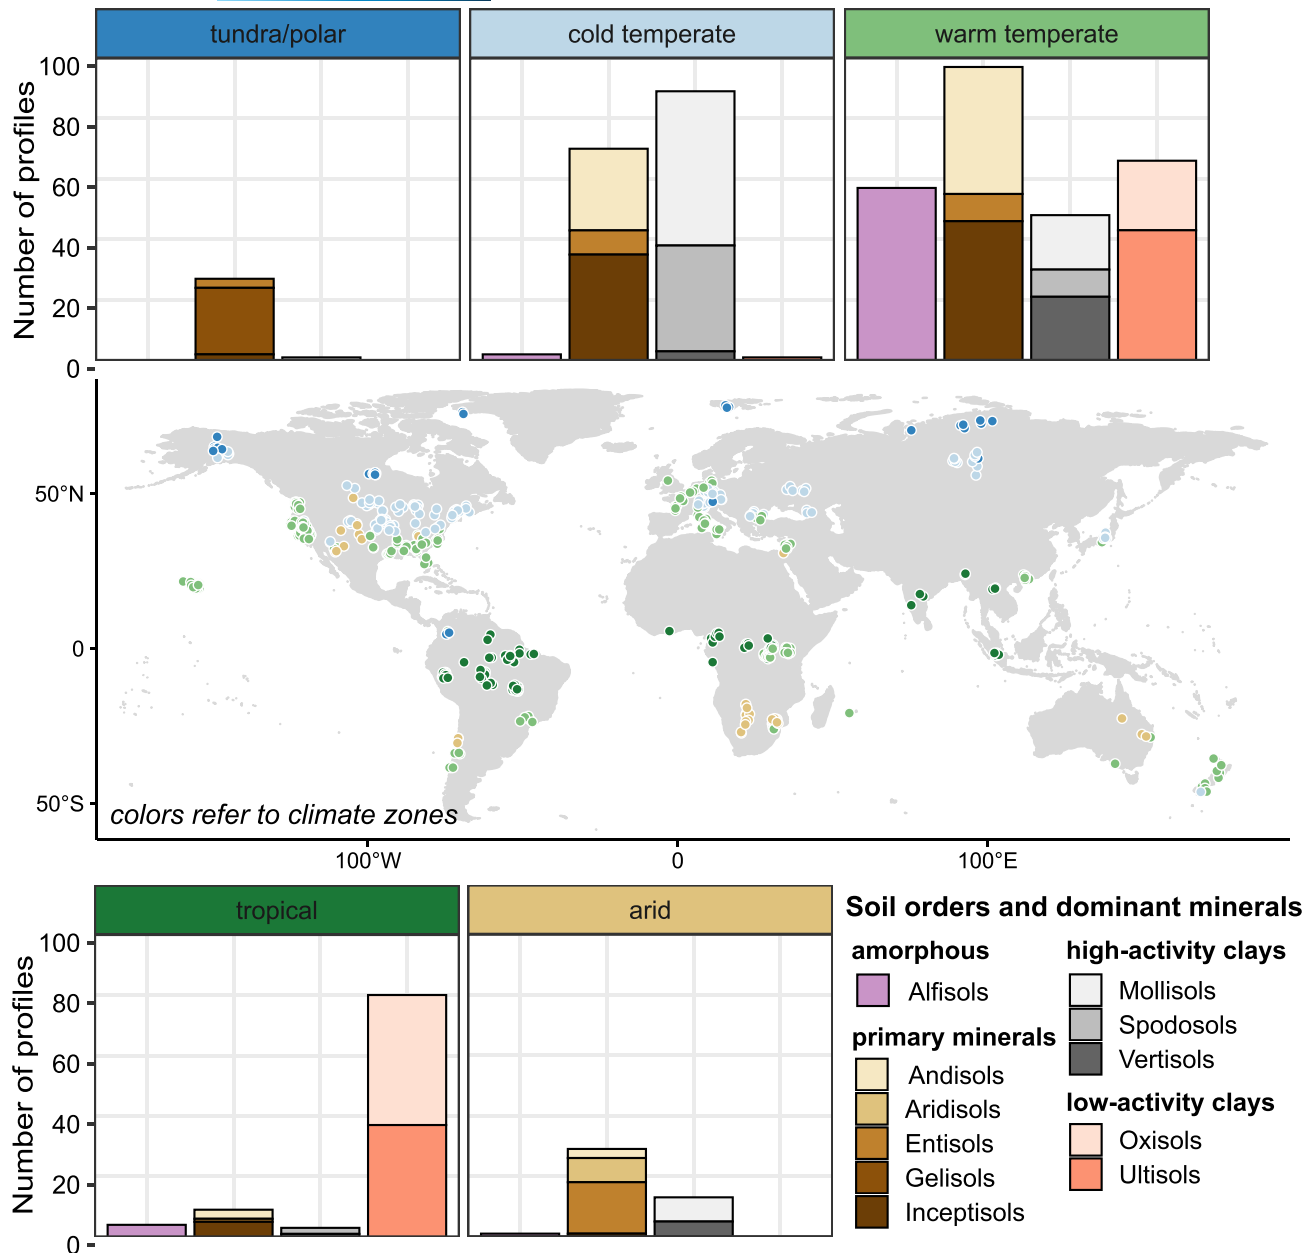 tundra/polar
cold temperate
warm temperate
Number of profiles
100
80
60
40
20
0
50°N
0
50°S
colors refer to climate zones
100°W
0
100°E
tropical
arid
Number of profiles
100
80
60
40
20
0
Soil orders and dominant minerals
amorphous
Alfisols
primary minerals
Andisols
Aridisols
Entisols
Gelisols
Inceptisols
high-activity clays
Mollisols
Spodosols
Vertisols
low-activity clays
Oxisols
Ultisols